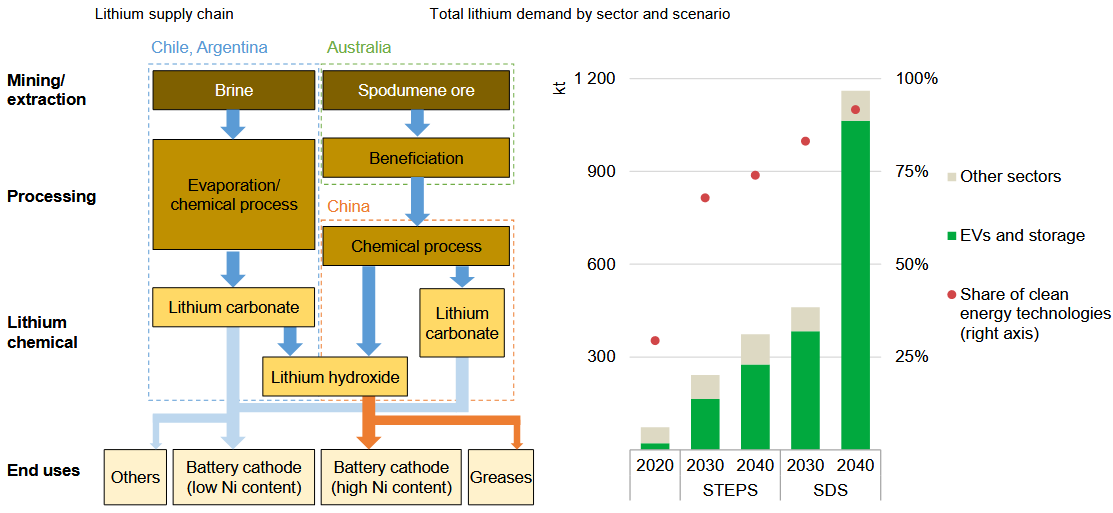 Lithium supply chain
Total lithium demand by sector and scenario
Chile, Argentina
Australia
Mining/
extraction
Brine
Spodumene ore
Beneficiation
Processing
Evaporation/
chemical process
China
Chemical process
Lithium
chemical
Lithium carbonate
Lithium
carbonate
Lithium hydroxide
End uses
Others
Battery cathode
(low Ni content)
Battery cathode
(high Ni content)
Greases
kt
1 200
900
600
300
100%
75%
50%
25%
2020
2030
2040
2030
2040
STEPS
SDS
Other sectors
EVs and storage
Share of clean
energy technologies
(right axis)